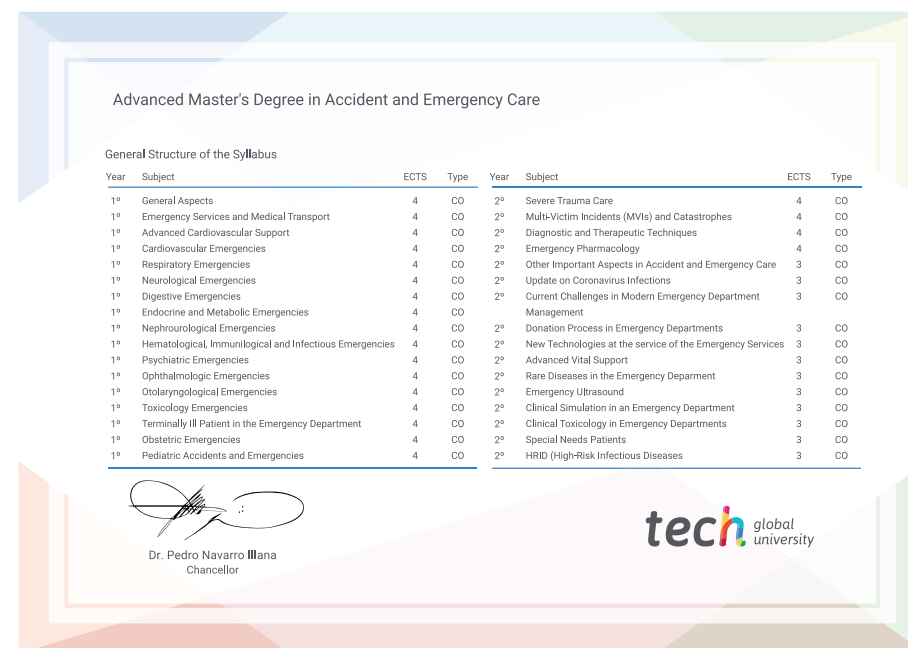 Advanced Master's Degree in Accident and Emergency Care
General Structure of the Syllabus
Year Subject ECTS Type
1º General Aspects 4 CO
1º Emergency Services and Medical Transport 4 CO
1º Advanced Cardiovascular Support 4 CO
1º Cardiovascular Emergencies 4 CO
1º Respiratory Emergencies 4 CO
1º Neurological Emergencies 4 CO
1º Digestive Emergencies 4 CO
1º Endocrine and Metabolic Emergencies 4 CO
1º Nephrourological Emergencies 4 CO
1º Hematological, Immunilogical and Infectious Emergencies 4 CO
1º Psychiatric Emergencies 4 CO
1º Ophthalmologic Emergencies 4 CO
1º Otolaryngological Emergencies 4 CO
1º Toxicology Emergencies 4 CO
1º Terminally Ill Patient in the Emergency Department 4 CO
1º Obstetric Emergencies 4 CO
1º Pediatric Accidents and Emergencies 4 CO
Year Subject ECTS Type
2º Severe Trauma Care 4 CO
2º Multi-Victim Incidents (MVIs) and Catastrophes 4 CO
2º Diagnostic and Therapeutic Techniques 4 CO
2º Emergency Pharmacology 4 CO
2º Other Important Aspects in Accident and Emergency Care 3 CO
2º Update on Coronavirus Infections 3 CO
2º Current Challenges in Modern Emergency Department 3 CO
Management
2º Donation Process in Emergency Departments 3 CO
2º New Technologies at the service of the Emergency Services 3 CO
2º Advanced Vital Support 3 CO
2º Rare Diseases in the Emergency Deparment 3 CO
2º Emergency Ultrasound 3 CO
2º Clinical Simulation in an Emergency Department 3 CO
2º Clinical Toxicology in Emergency Departments 3 CO
2º Special Needs Patients 3 CO
2º HRID (High-Risk Infectious Diseases 3 CO
Dr. Pedro Navarro Illana
Chancellor
tech global
university